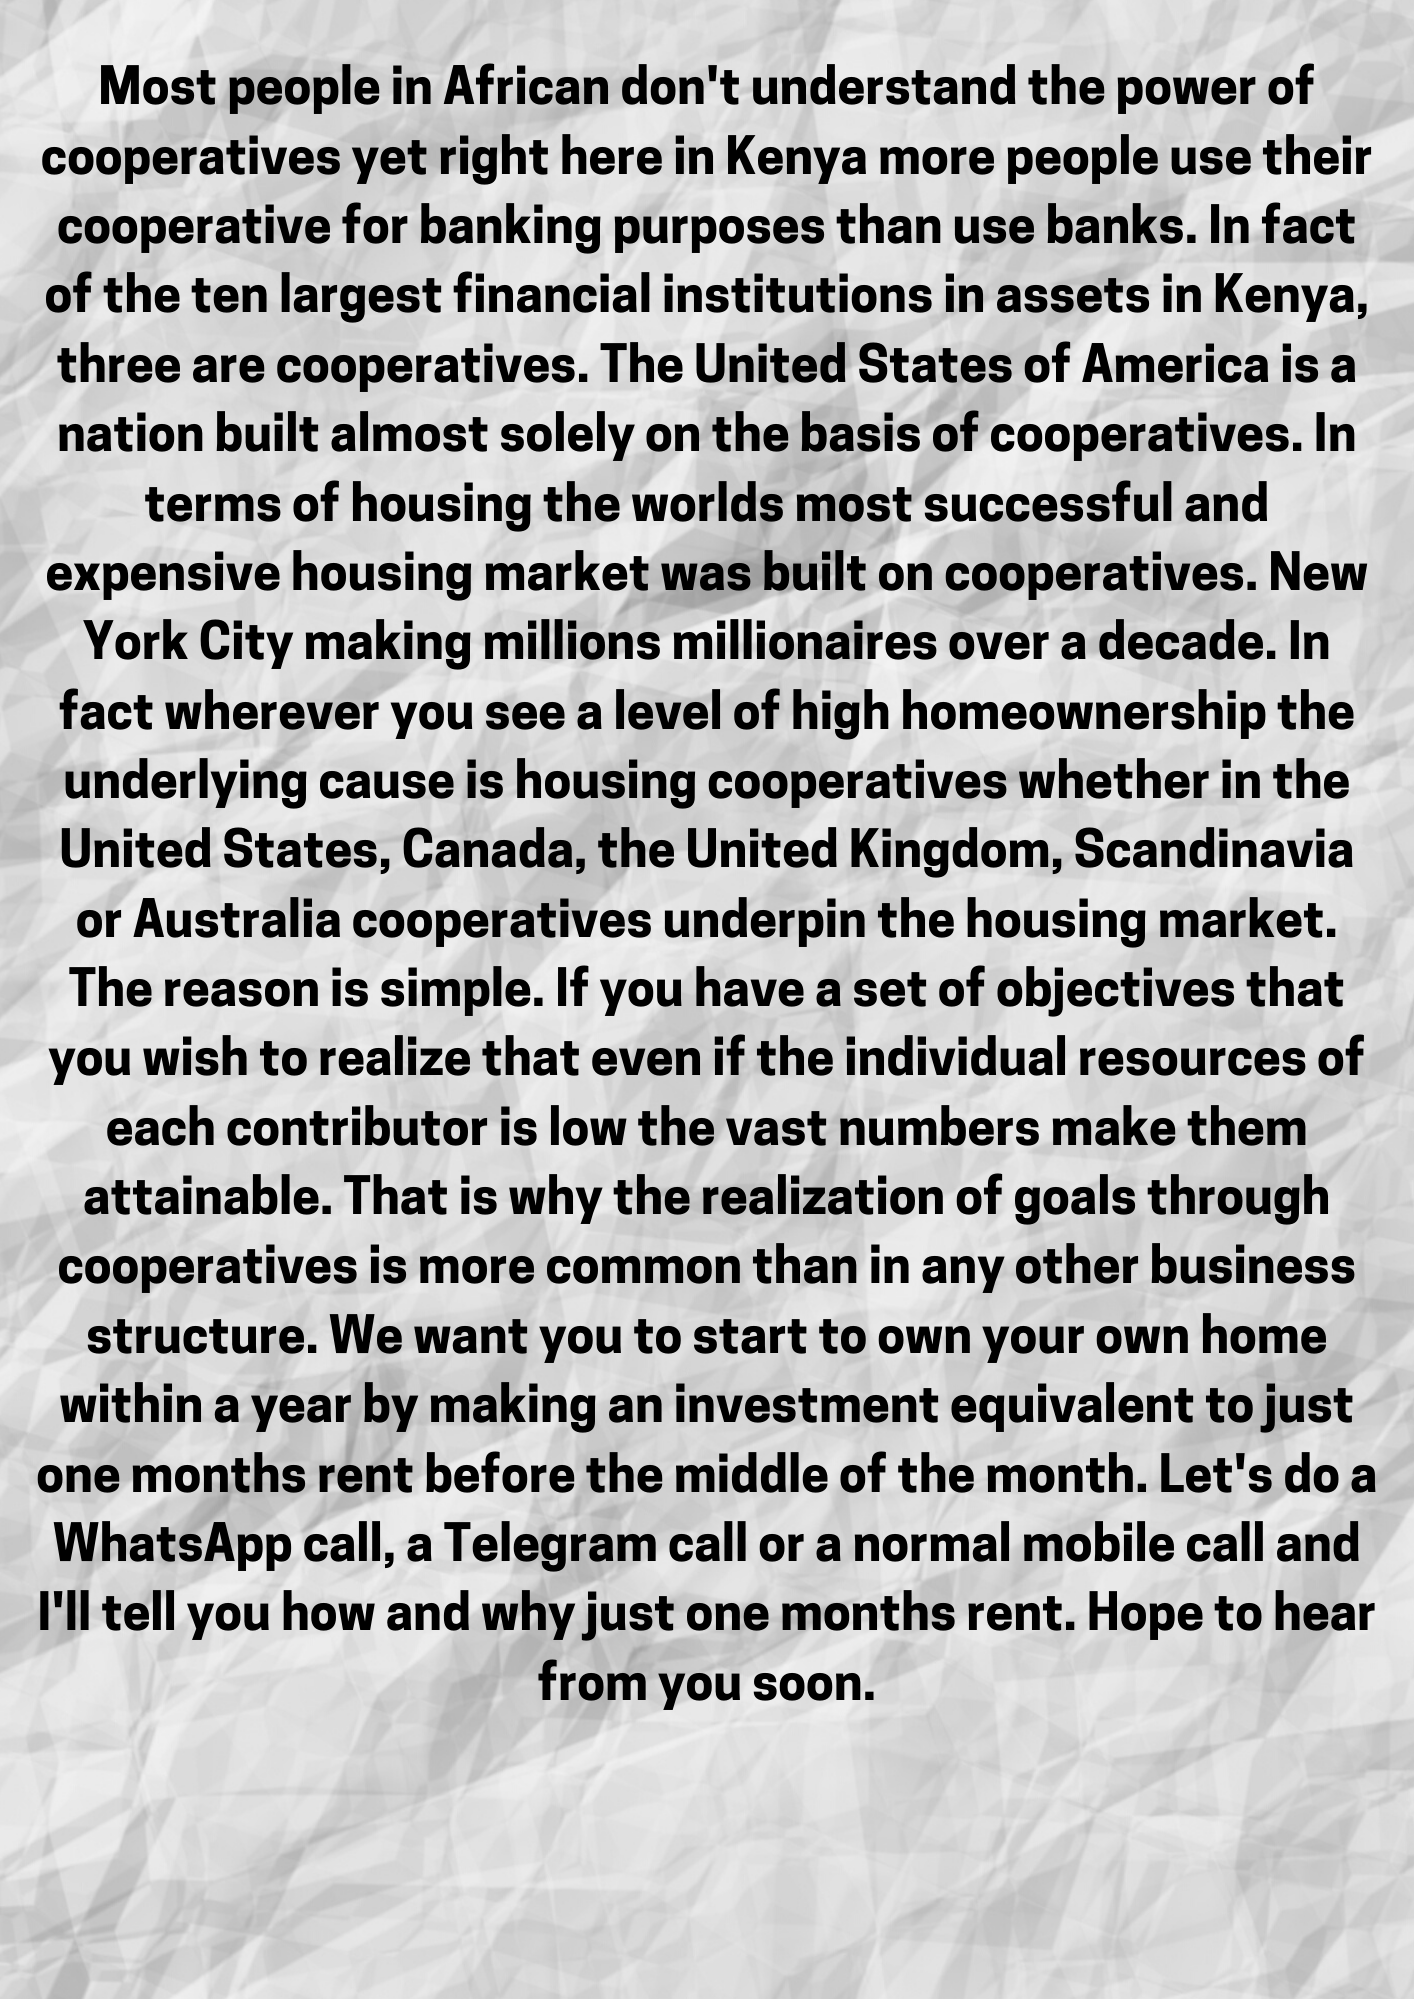 Most people in African don't understand the power of
cooperatives yet right here in Kenya more people use their
cooperative for banking purposes than use banks. In fact
of the ten largest financial institutions in assets in Kenya,
three are cooperatives. The United States of America is a
nation built almost solely on the basis of cooperatives. In
terms of housing the worlds most successful and
expensive housing market was built on cooperatives. New
York City making millions millionaires over a decade. In
fact wherever you see a level of high homeownership the
underlying cause is housing cooperatives whether in the
United States, Canada, the United Kingdom, Scandinavia
or Australia cooperatives underpin the housing market.
The reason is simple. If you have a set of objectives that
you wish to realize that even if the individual resources of
each contributor is low the vast numbers make them
attainable. That is why the realization of goals through
cooperatives is more common than in any other business
structure. We want you to start to own your own home
within a year by making an investment equivalent to just
one months rent before the middle of the month. Let's do a
WhatsApp call, a Telegram call or a normal mobile call and
I'll tell you how and why just one months rent. Hope to hear
from you soon.